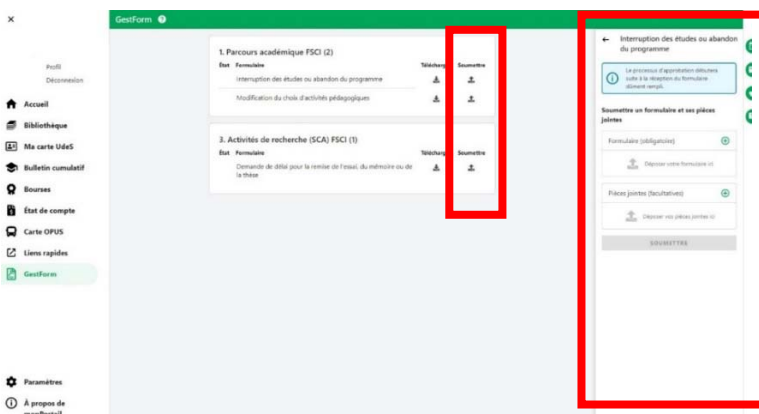 GestForm
Profil
Déconnexion
Accueil
Bibliothèque
Ma carte UdeS
Bulletin cumulatif
Bourses
État de compte
Carte OPUS
Liens rapides
GestForm
Paramètres
À propos de
monPortail
1. Parcours académique FSCI (2)
État Formulaire Télécharg Soumettre
Interruption des études ou abandon du programme
Modification du choix d'activités pédagogiques
3. Activités de recherche (SCA) FSCI (1)
État Formulaire Télécharg Soumettre
Demande de délai pour la remise de l'essai, du mémoire ou de
la thèse
Interruption des études ou abandon
du programme
Le processus d'approbation débutera
suite à la réception du formulaire
dûment rempli.
Soumettre un formulaire et ses pièces
jointes
Formulaire (obligatoire)
Déposer votre formulaire ici
Pièces jointes (facultatives)
Déposer vos pièces jointes ici
SOUMETTRE